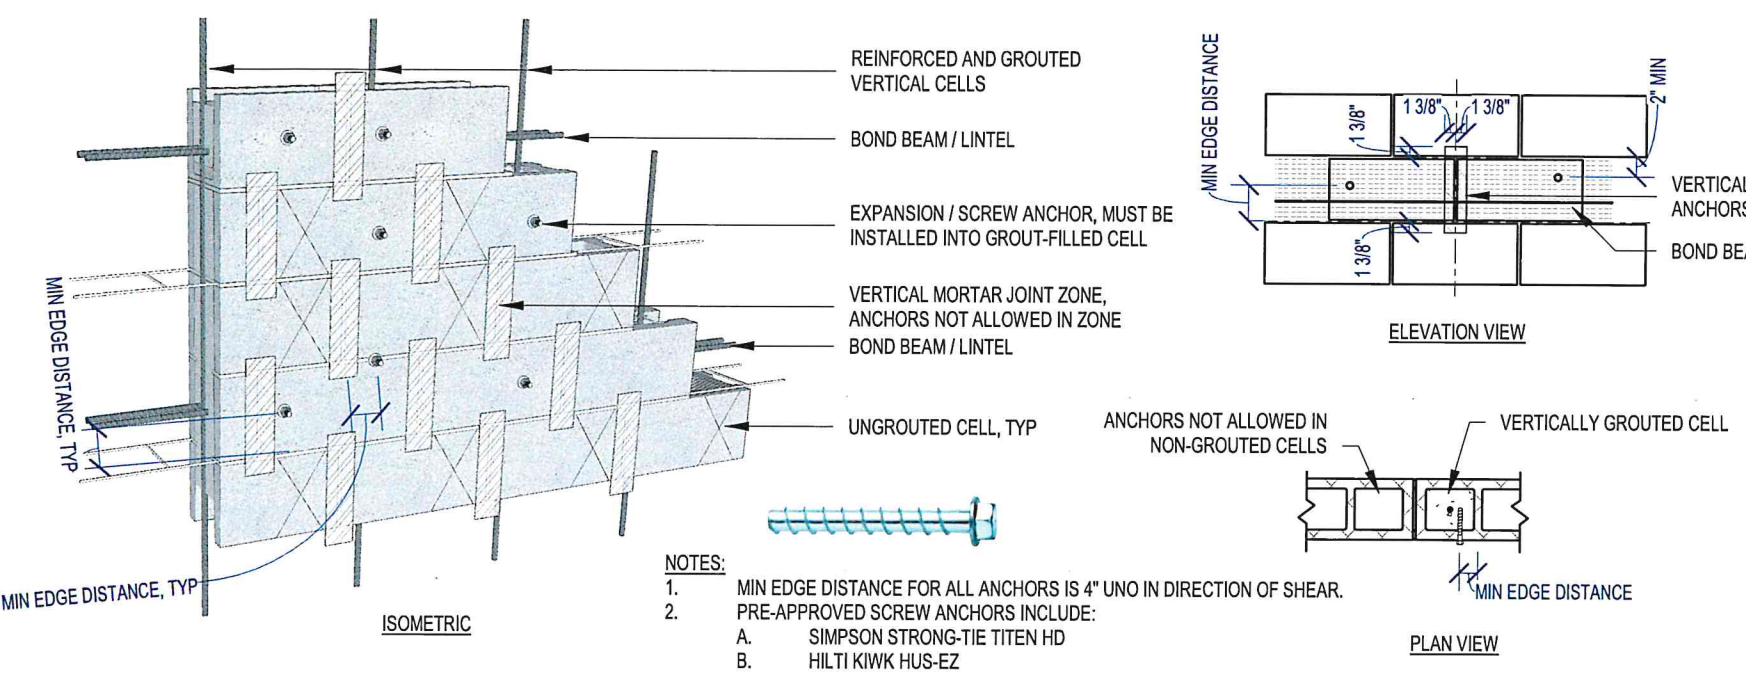 REINFORCED AND GROUTED
VERTICAL CELLS
BOND BEAM / LINTEL
EXPANSION / SCREW ANCHOR, MUST BE
INSTALLED INTO GROUT-FILLED CELL
VERTICAL MORTAR JOINT ZONE,
ANCHORS NOT ALLOWED IN ZONE
BOND BEAM / LINTEL
UNGROUTED CELL, TYP
MIN EDGE DISTANCE, TYP
MIN EDGE DISTANCE, TYP
ISOMETRIC
MIN EDGE DISTANCE
1 3/8"
1 3/8"
1 3/8"
2" MIN
1 3/8"
VERTICAL
ANCHORS
BOND BEA
ELEVATION VIEW
ANCHORS NOT ALLOWED IN
NON-GROUTED CELLS
VERTICALLY GROUTED CELL
MIN EDGE DISTANCE
PLAN VIEW
NOTES:
1. MIN EDGE DISTANCE FOR ALL ANCHORS IS 4" UNO IN DIRECTION OF SHEAR.
2. PRE-APPROVED SCREW ANCHORS INCLUDE:
A. SIMPSON STRONG-TIE TITEN HD
B. HILTI KIWK HUS-EZ